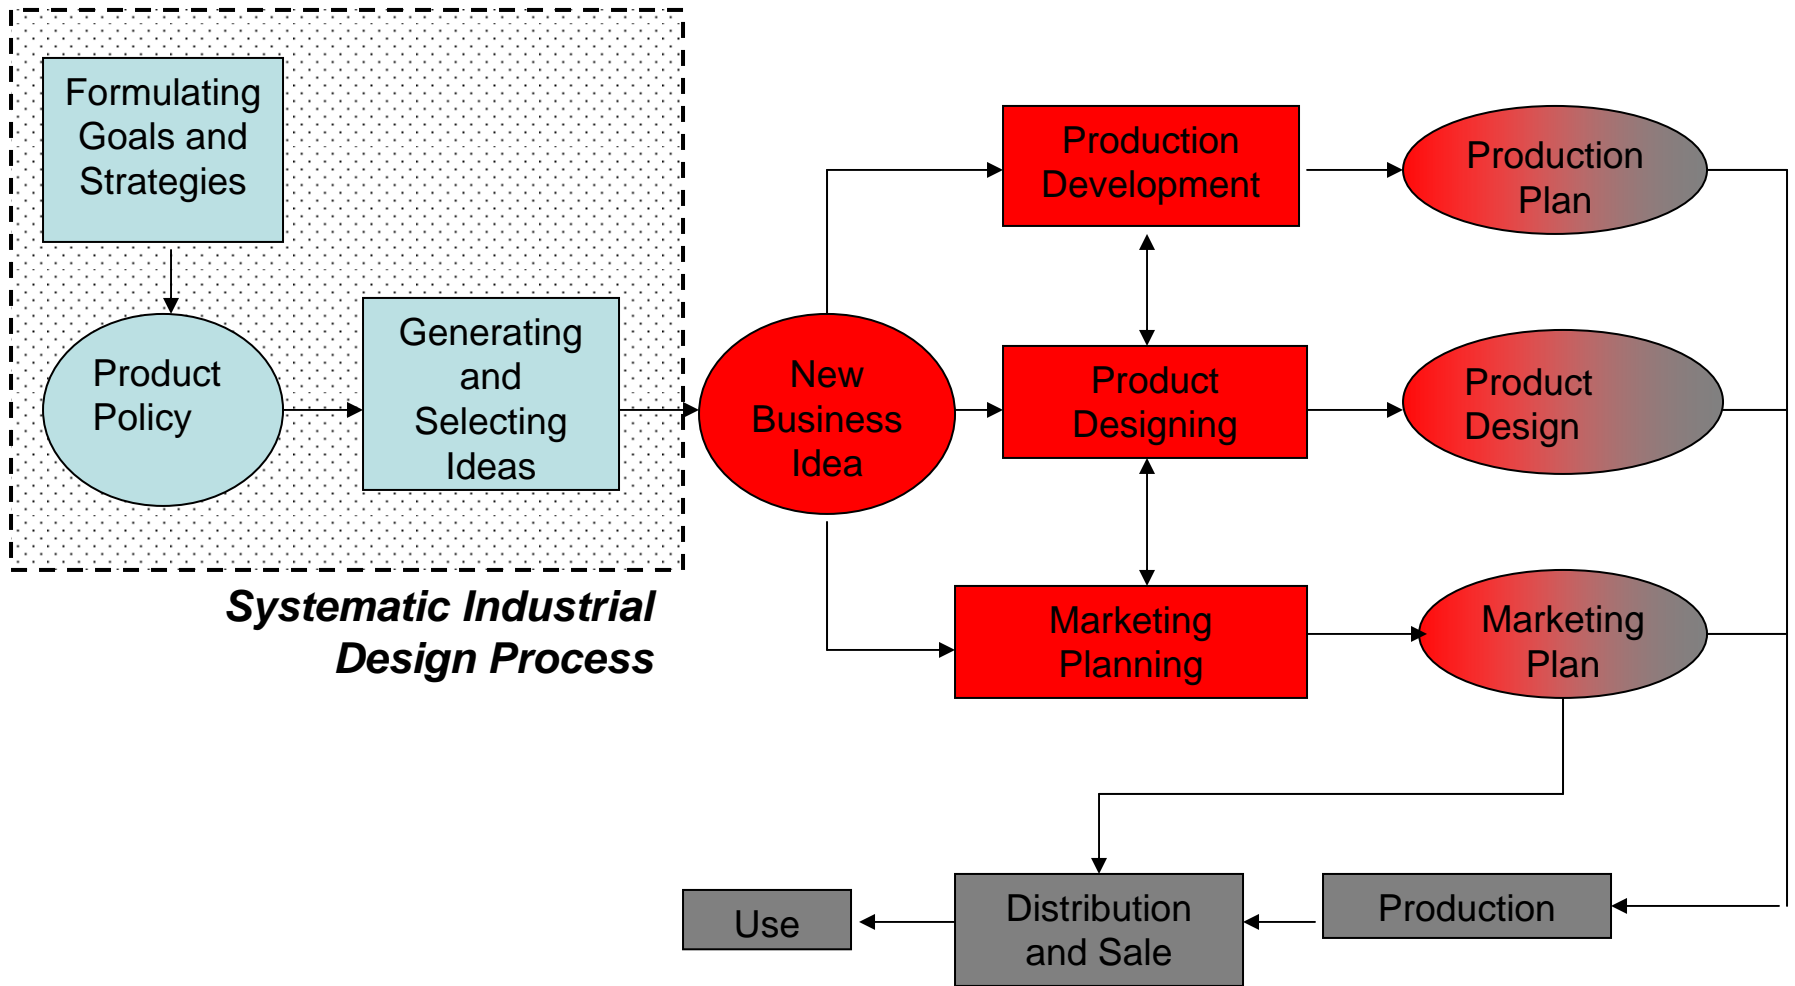 Formulating
Goals and
Strategies
Product
Policy
Generating
and
Selecting
Ideas
Systematic Industrial
Design Process
New
Business
Idea
Production
Development
Production
Plan
Product
Designing
Product
Design
Marketing
Planning
Marketing
Plan
Use
Distribution
and Sale
Production